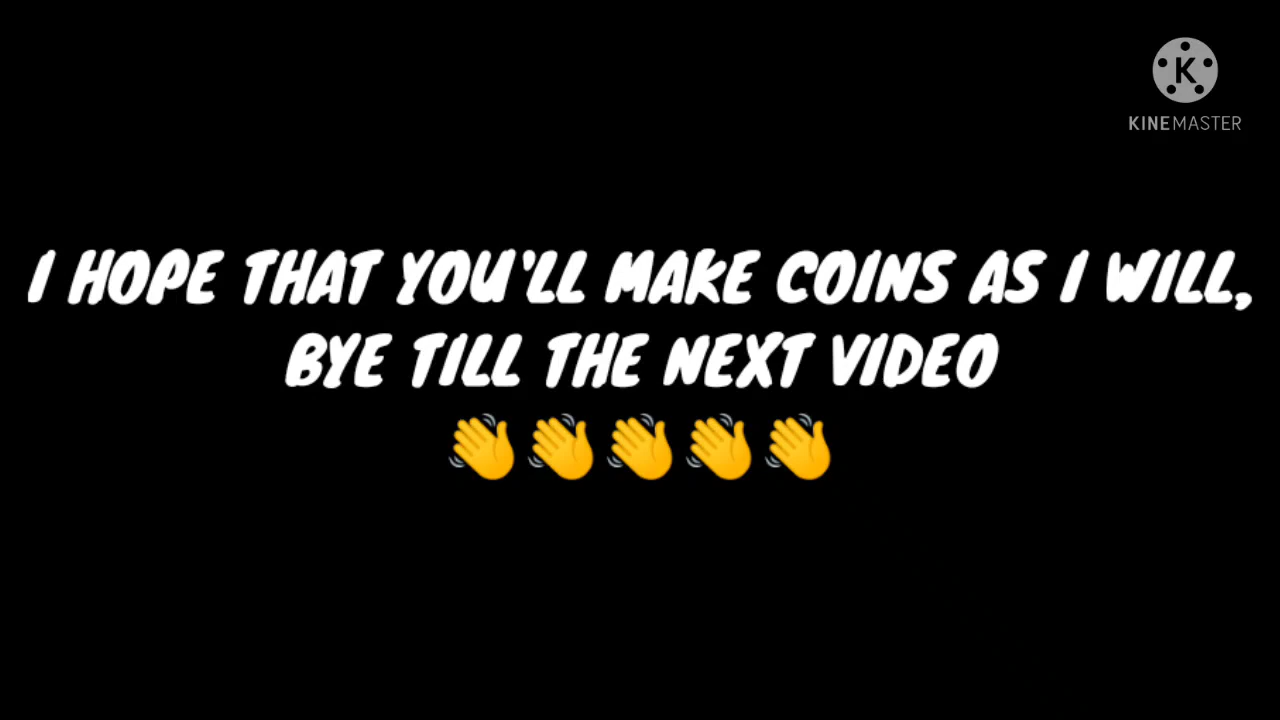 K
KINEMASTER
I HOPE THAT YOU'LL MAKE COINS AS I WILL,
BYE TILL THE NEXT VIDEO
👋👋👋👋👋